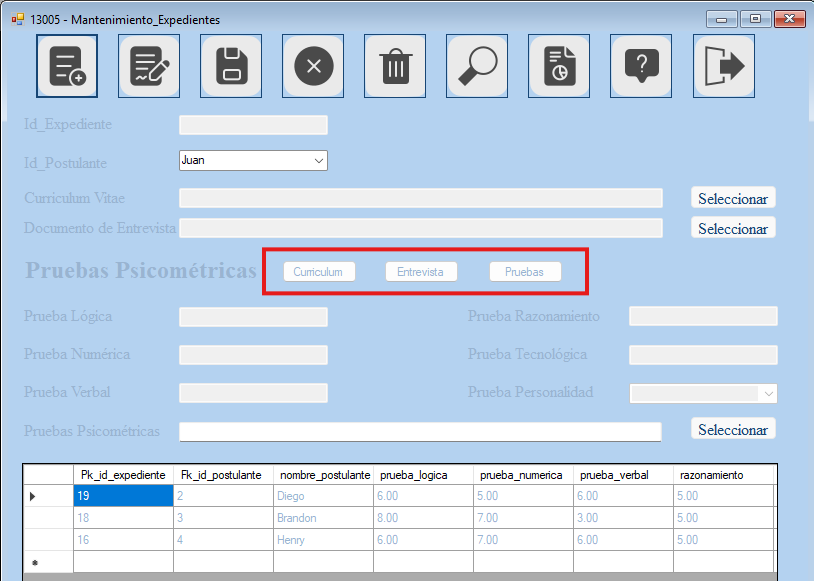 13005 - Mantenimiento_Expedientes
Id_Expediente
Id_Postulante Juan
Curriculum Vitae Seleccionar
Documento de Entrevista Seleccionar
Pruebas Psicométricas Curriculum Entrevista Pruebas
Prueba Lógica Prueba Razonamiento
Prueba Numérica Prueba Tecnológica
Prueba Verbal Prueba Personalidad
Pruebas Psicométricas Seleccionar
Pk_id_expediente Fk_id_postulante nombre_postulante prueba_logica prueba_numerica prueba_verbal razonamiento
19 2 Diego 6.00 5.00 6.00 5.00
18 3 Brandon 8.00 7.00 3.00 5.00
16 4 Henry 6.00 7.00 6.00 5.00